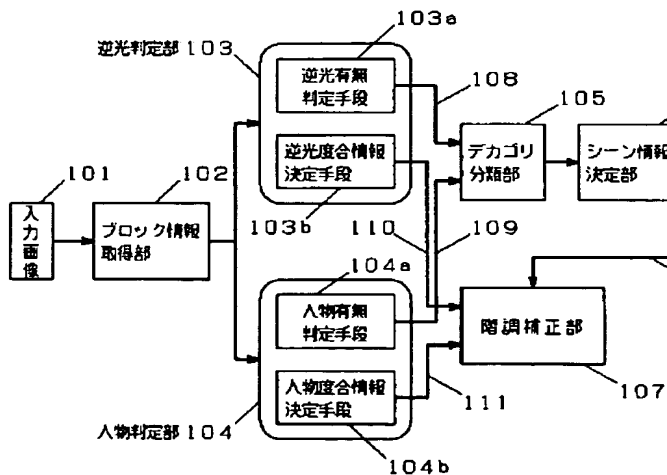 103a
逆光判定部 103
逆光有無
判定手段
108
105
逆光度合情報
決定手段
デカゴリ
分類部
シーン情報
決定部
101
102
入力画像
ブロック情報
取得部
103b
110
109
104a
人物有無
判定手段
階調補正部
人物度合情報
決定手段
111
107
人物判定部 104
104b